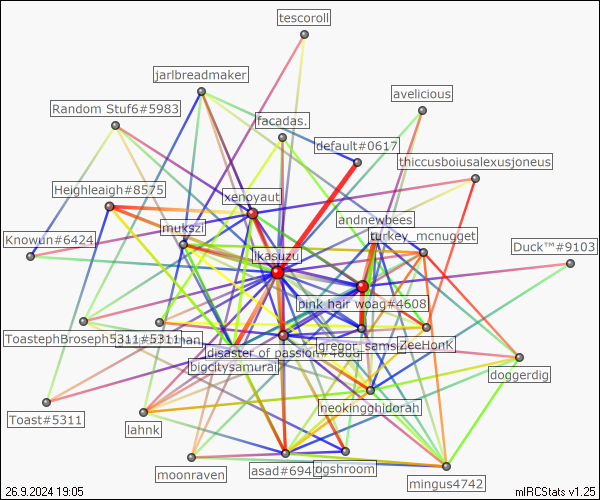 tescoroll
jarlbreadmaker
avelicious
Random Stuf6#5983
facadas.
default#0617
thiccusboiusalexusjoneus
Heighleaigh#8575
xenoyaut
andnewbees
mukszi
turkey_mcnugget
Knowun#6424
Duck™#9103
ikasuzu
pink hair woag#4608
ToastephBroseph5311#5311
han
gregor_sams
ZeeHonK
disaster of passion#4608
bigcitysamurai
doggerdig
neokingghidorah
Toast#5311
lahnk
moonraven
asad#694
ogshroom
mingus4742
26.9.2024 19:05
mIRCStats v1.25